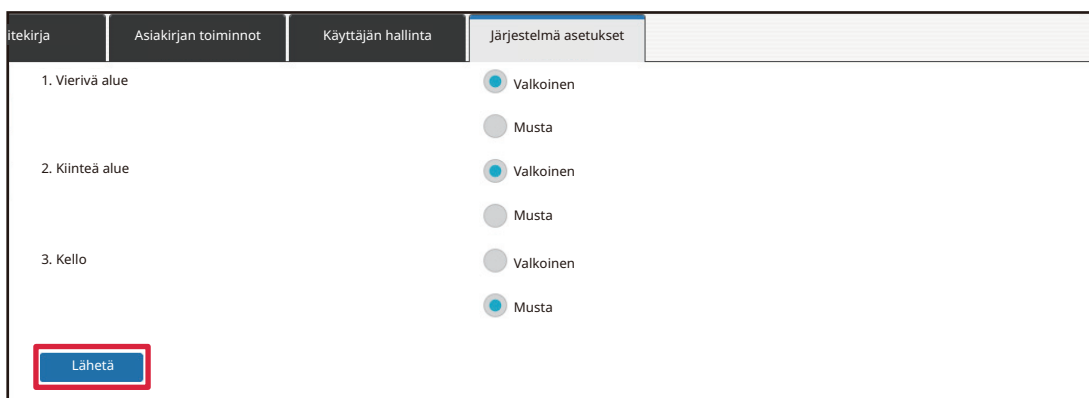 itekirja Asiakirjan toiminnot Käyttäjän hallinta Järjestelmä asetukset
1. Vierivä alue Valkoinen
Musta
2. Kiinteä alue Valkoinen
Musta
3. Kello Valkoinen
Musta
Lähetä